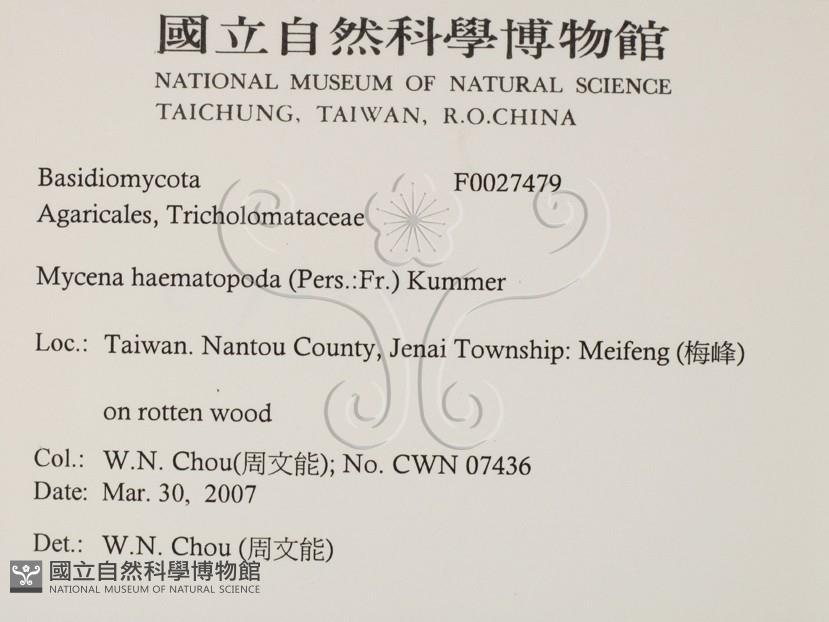 國立自然科學博物館
NATIONAL MUSEUM OF NATURAL SCIENCE
TAICHUNG, TAIWAN, R.O.CHINA
Basidiomycota F0027479
Agaricales, Tricholomataceae
Mycena haematopoda (Pers.:Fr.) Kummer
Loc.: Taiwan. Nantou County, Jenai Township: Meifeng (梅峰)
on rotten wood
Col.: W.N. Chou(周文能); No. CWN 07436
Date: Mar. 30, 2007
Det.: W.N. Chou (周文能)
國立自然科學博物館
NATIONAL MUSEUM OF NATURAL SCIENCE